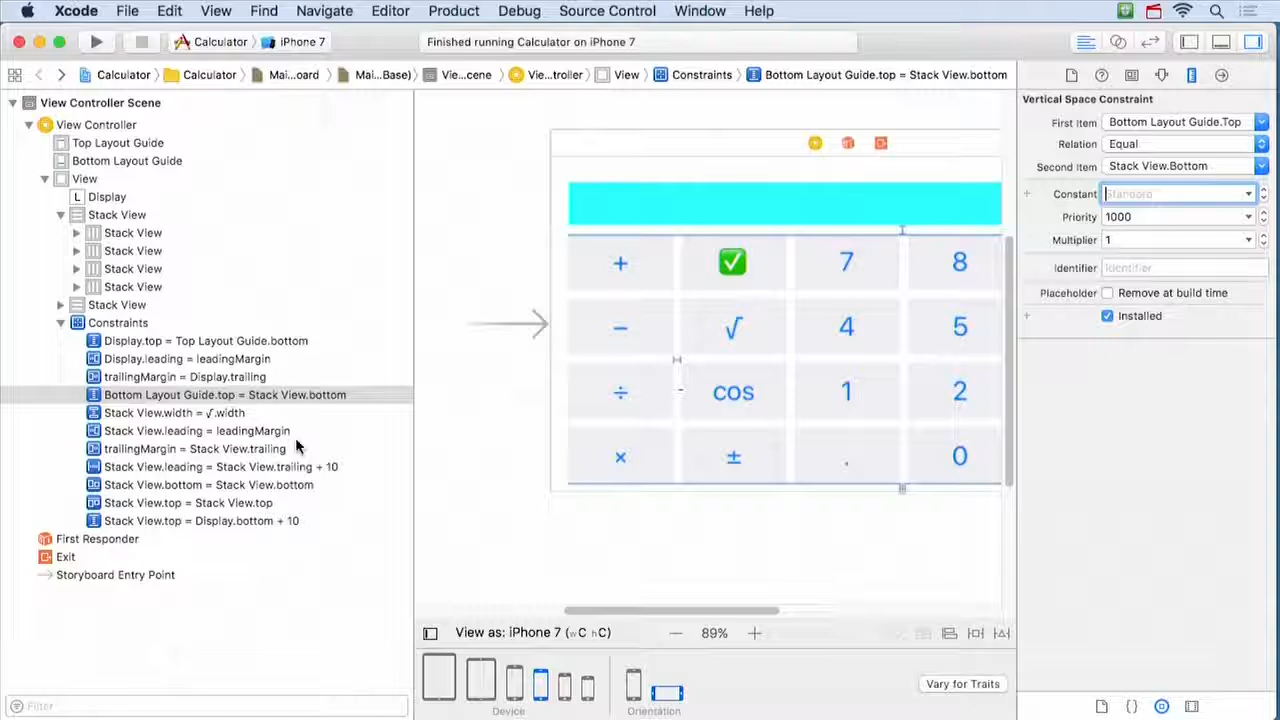 Xcode File Edit View Find Navigate Editor Product Debug Source Control Window Help
Calculator iPhone 7 Finished running Calculator on iPhone 7
Calculator Calculator Mai...oard Mai...Base) Vie...cene Vie...troller View Constraints Bottom Layout Guide.top = Stack View.bottom
View Controller Scene
View Controller
Top Layout Guide
Bottom Layout Guide
View
L Display
Stack View
Stack View
Stack View
Stack View
Stack View
Stack View
Constraints
Display.top = Top Layout Guide.bottom
Display.leading = leadingMargin
trailingMargin = Display.trailing
Bottom Layout Guide.top = Stack View.bottom
Stack View.width = √.width
Stack View.leading = leadingMargin
trailingMargin = Stack View.trailing
Stack View.leading = Stack View.trailing + 10
Stack View.bottom = Stack View.bottom
Stack View.top = Stack View.top
Stack View.top = Display.bottom + 10
First Responder
Exit
Storyboard Entry Point
Filter
+ ✅ 7 8
− √ 4 5
÷ cos 1 2
× ± . 0
View as: iPhone 7 (wC hC) — 89% +
Device
Orientation
Vary for Traits
Vertical Space Constraint
First Item Bottom Layout Guide.Top
Relation Equal
Second Item Stack View.Bottom
+ Constant Standard
Priority 1000
Multiplier 1
Identifier Identifier
Placeholder Remove at build time
+ Installed